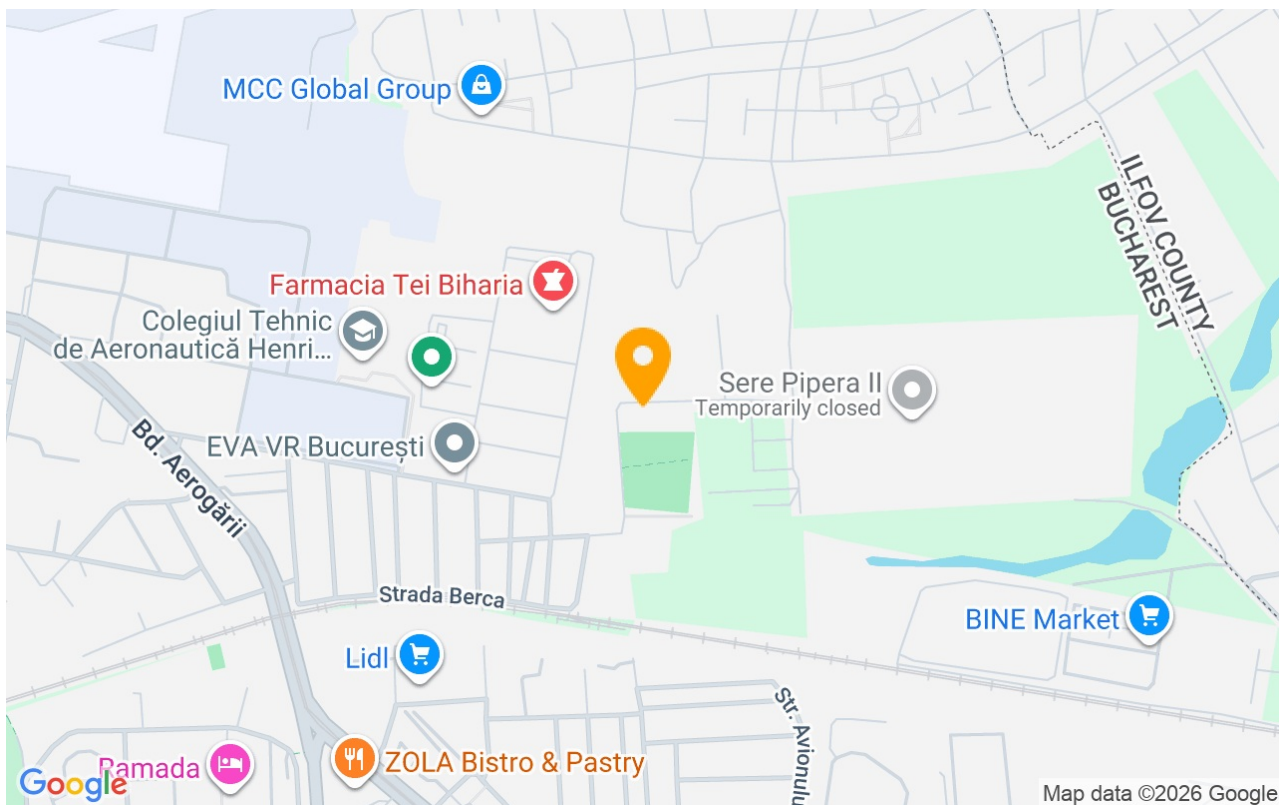 MCC Global Group
ILFOV COUNTY
BUCHAREST
Farmacia Tei Biharia
Colegiul Tehnic
de Aeronautică Henri...
Sere Pipera II
Temporarily closed
EVA VR București
Bd. Aerogării
Strada Berca
BINE Market
Lidl
Str. Avionului
ZOLA Bistro & Pastry
Ramada
Google
Map data ©2026 Google